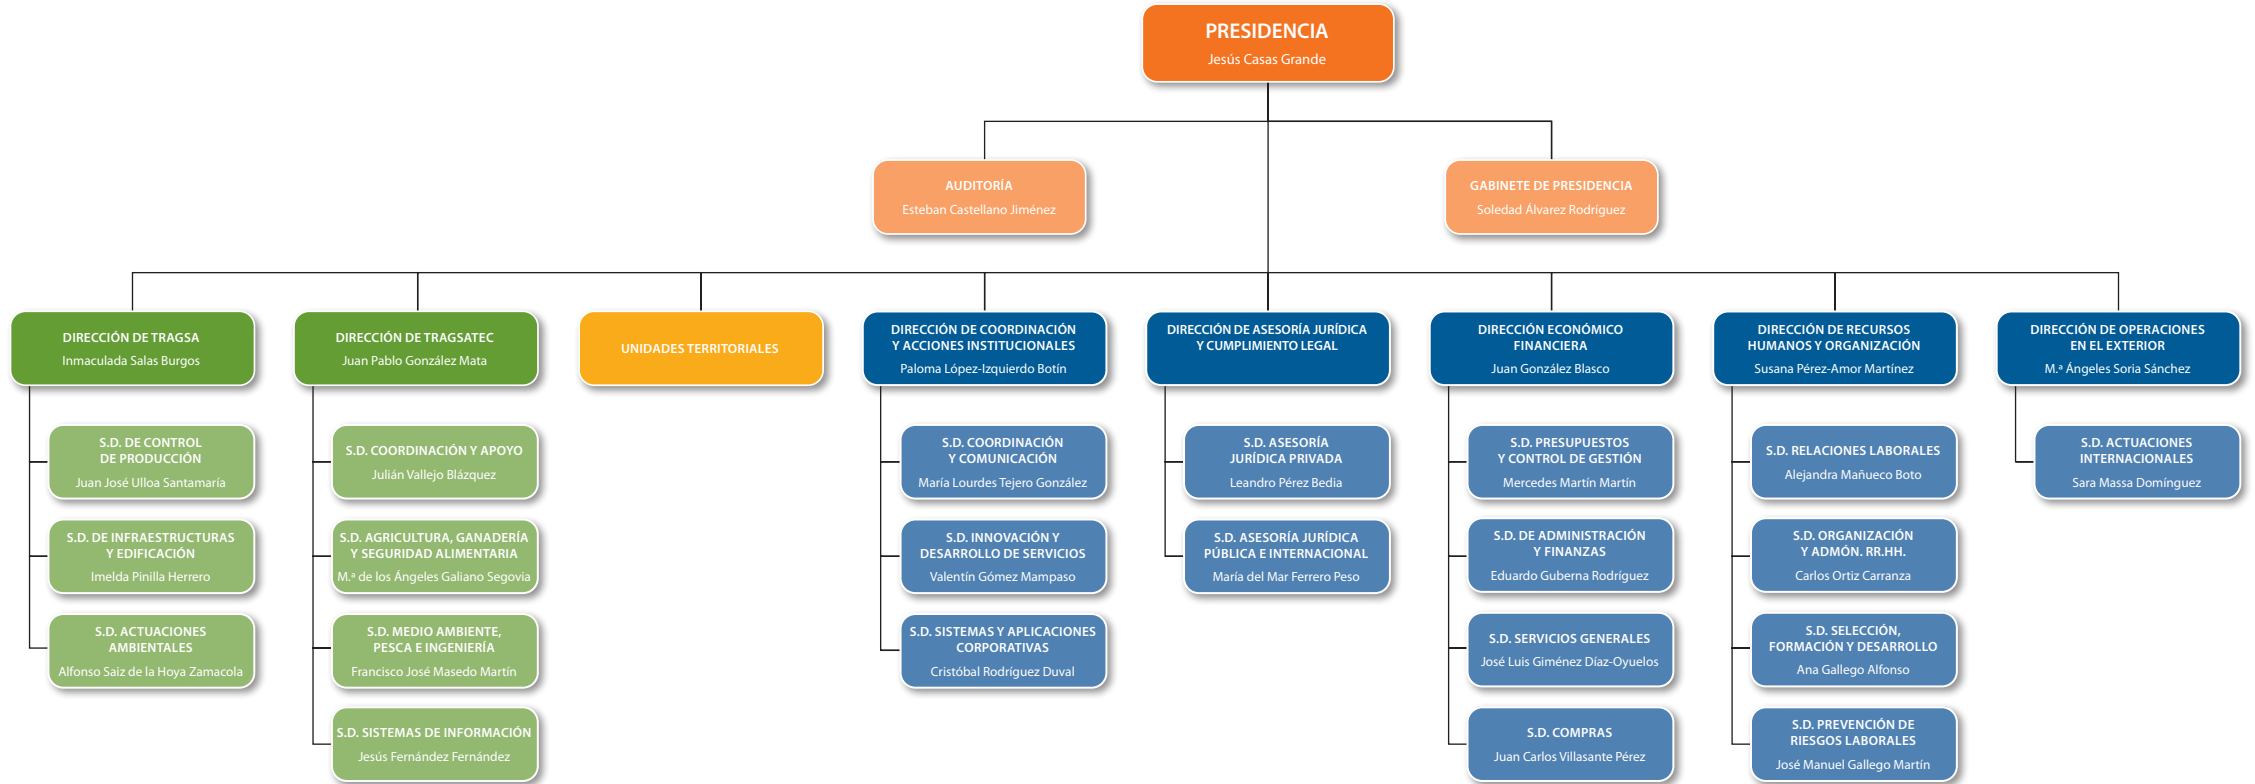 PRESIDENCIA
Jesús Casas Grande
AUDITORÍA
Esteban Castellano Jiménez
GABINETE DE PRESIDENCIA
Soledad Álvarez Rodríguez
DIRECCIÓN DE TRAGSA
Inmaculada Salas Burgos
S.D. DE CONTROL
DE PRODUCCIÓN
Juan José Ulloa Santamaría
S.D. DE INFRAESTRUCTURAS
Y EDIFICACIÓN
Imelda Pinilla Herrero
S.D. ACTUACIONES
AMBIENTALES
Alfonso Saiz de la Hoya Zamacola
DIRECCIÓN DE TRAGSATEC
Juan Pablo González Mata
S.D. COORDINACIÓN Y APOYO
Julián Vallejo Blázquez
S.D. AGRICULTURA, GANADERÍA
Y SEGURIDAD ALIMENTARIA
M.ª de los Ángeles Galiano Segovia
S.D. MEDIO AMBIENTE,
PESCA E INGENIERÍA
Francisco José Masedo Martín
S.D. SISTEMAS DE INFORMACIÓN
Jesús Fernández Fernández
UNIDADES TERRITORIALES
DIRECCIÓN DE COORDINACIÓN
Y ACCIONES INSTITUCIONALES
Paloma López-Izquierdo Botín
S.D. COORDINACIÓN
Y COMUNICACIÓN
María Lourdes Tejero González
S.D. INNOVACIÓN Y
DESARROLLO DE SERVICIOS
Valentín Gómez Mampaso
S.D. SISTEMAS Y APLICACIONES
CORPORATIVAS
Cristóbal Rodríguez Duval
DIRECCIÓN DE ASESORÍA JURÍDICA
Y CUMPLIMIENTO LEGAL
S.D. ASESORÍA
JURÍDICA PRIVADA
Leandro Pérez Bedia
S.D. ASESORÍA JURÍDICA
PÚBLICA E INTERNACIONAL
María del Mar Ferrero Peso
DIRECCIÓN ECONÓMICO
FINANCIERA
Juan González Blasco
S.D. PRESUPUESTOS
Y CONTROL DE GESTIÓN
Mercedes Martín Martín
S.D. DE ADMINISTRACIÓN
Y FINANZAS
Eduardo Guberna Rodríguez
S.D. SERVICIOS GENERALES
José Luis Giménez Díaz-Oyuelos
S.D. COMPRAS
Juan Carlos Villasante Pérez
DIRECCIÓN DE RECURSOS
HUMANOS Y ORGANIZACIÓN
Susana Pérez-Amor Martínez
S.D. RELACIONES LABORALES
Alejandra Mañueco Boto
S.D. ORGANIZACIÓN
Y ADMÓN. RR.HH.
Carlos Ortiz Carranza
S.D. SELECCIÓN,
FORMACIÓN Y DESARROLLO
Ana Gallego Alfonso
S.D. PREVENCIÓN DE
RIESGOS LABORALES
José Manuel Gallego Martín
DIRECCIÓN DE OPERACIONES
EN EL EXTERIOR
M.ª Ángeles Soria Sánchez
S.D. ACTUACIONES
INTERNACIONALES
Sara Massa Domínguez